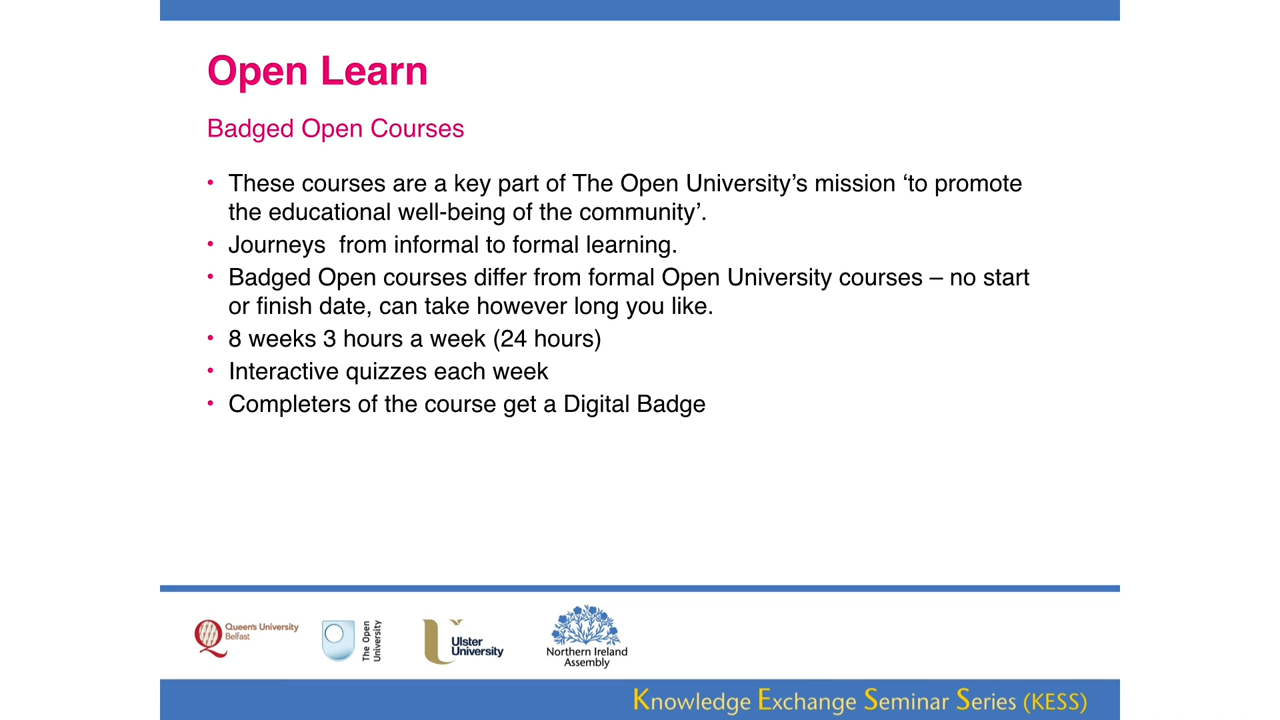 Open Learn
Badged Open Courses
• These courses are a key part of The Open University’s mission ‘to promote
the educational well-being of the community’.
• Journeys  from informal to formal learning.
• Badged Open courses differ from formal Open University courses – no start
or finish date, can take however long you like.
• 8 weeks 3 hours a week (24 hours)
• Interactive quizzes each week
• Completers of the course get a Digital Badge
Queen's University
Belfast
The Open
University
Ulster
University
Northern Ireland
Assembly
Knowledge Exchange Seminar Series (KESS)